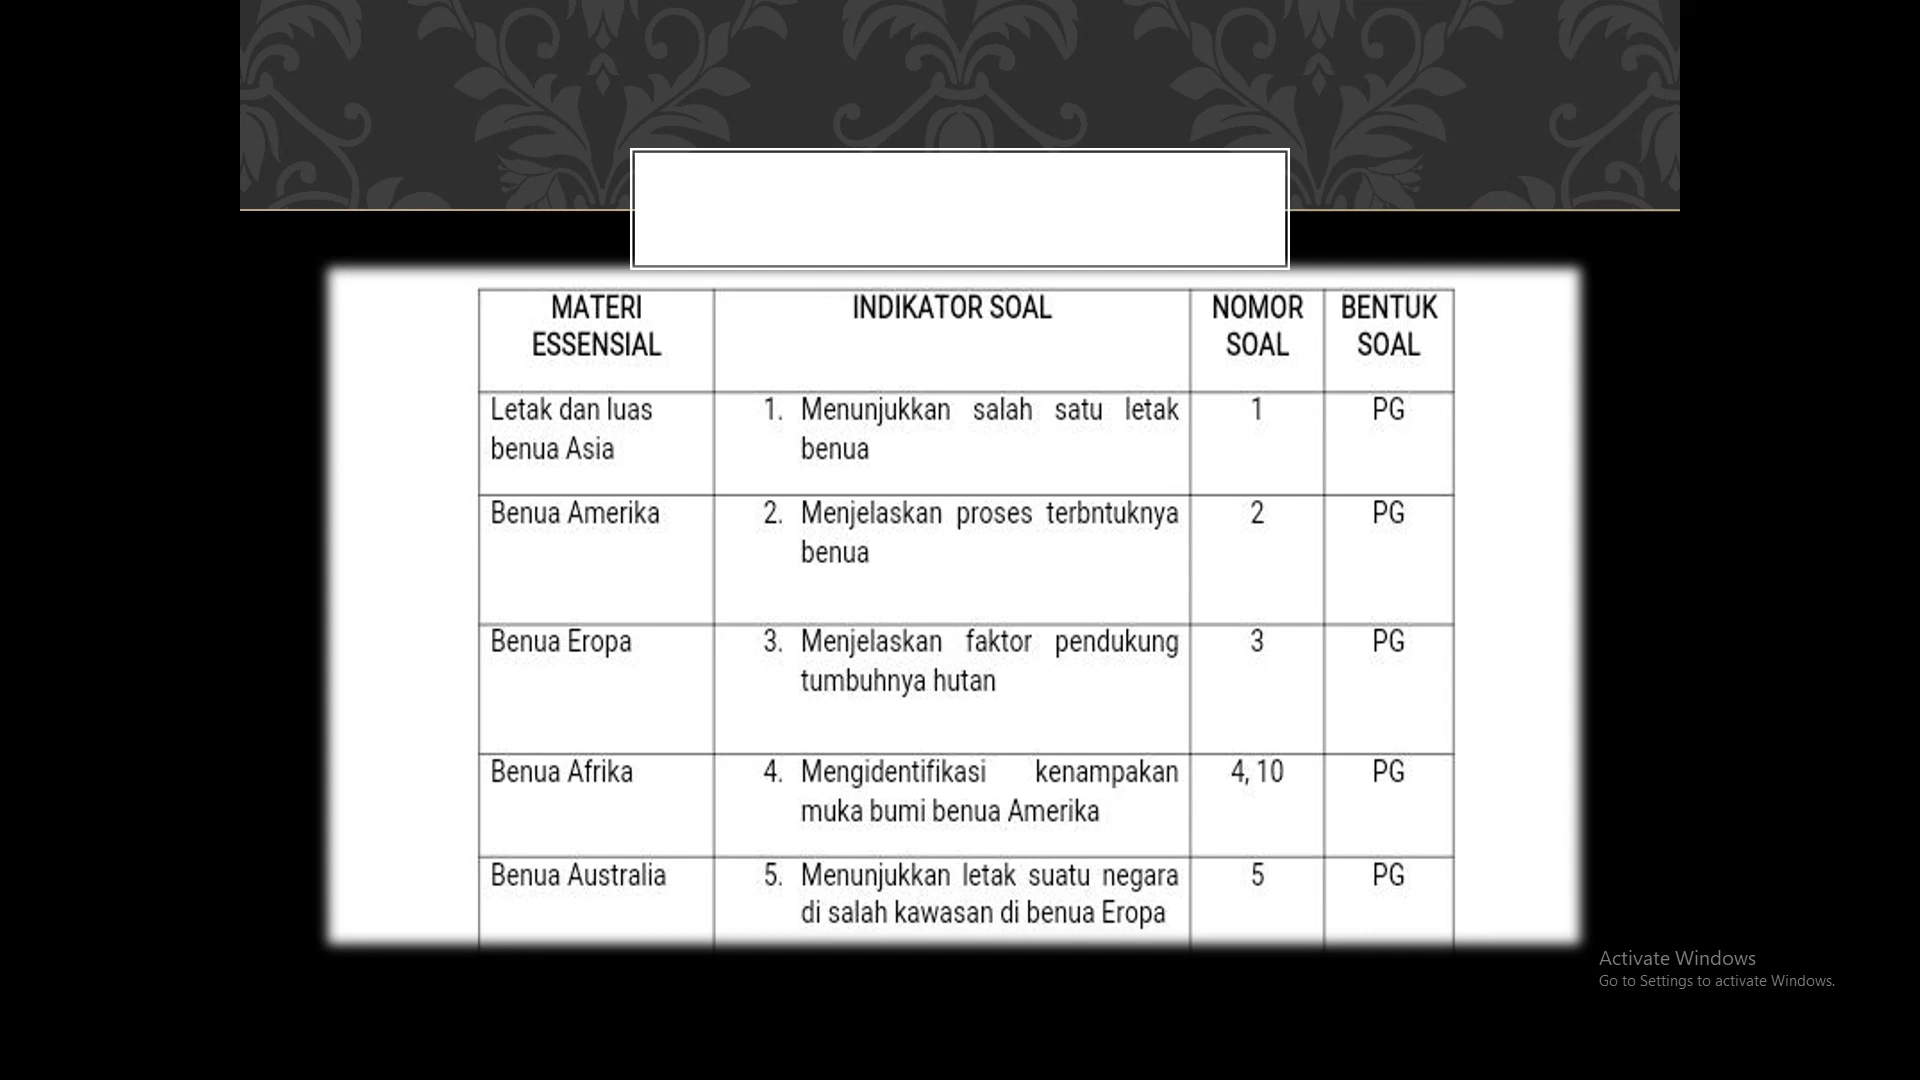 MATERI ESSENSIAL INDIKATOR SOAL NOMOR SOAL BENTUK SOAL
Letak dan luas benua Asia 1. Menunjukkan salah satu letak benua 1 PG
Benua Amerika 2. Menjelaskan proses terbntuknya benua 2 PG
Benua Eropa 3. Menjelaskan faktor pendukung tumbuhnya hutan 3 PG
Benua Afrika 4. Mengidentifikasi kenampakan muka bumi benua Amerika 4, 10 PG
Benua Australia 5. Menunjukkan letak suatu negara di salah kawasan di benua Eropa 5 PG
Activate Windows
Go to Settings to activate Windows.